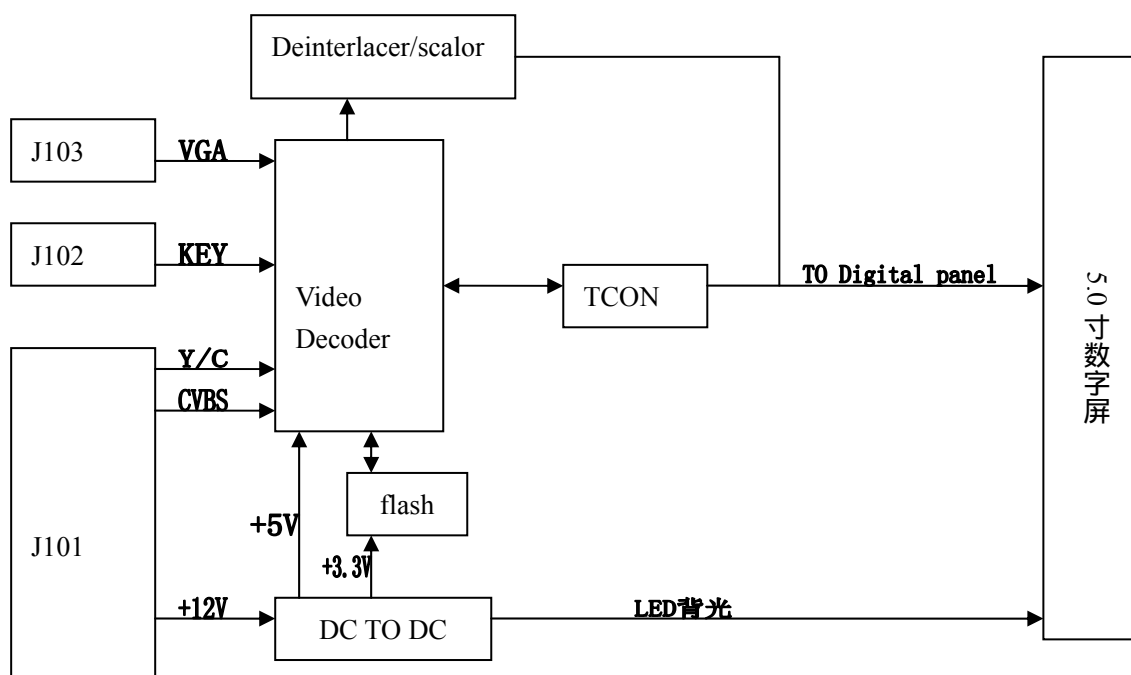 Deinterlacer/scalor
J103
VGA
J102
KEY
Video
Decoder
TCON
TO Digital panel
5.0寸数字屏
Y/C
CVBS
flash
+5V
J101
+3.3V
+12V
DC TO DC
LED背光